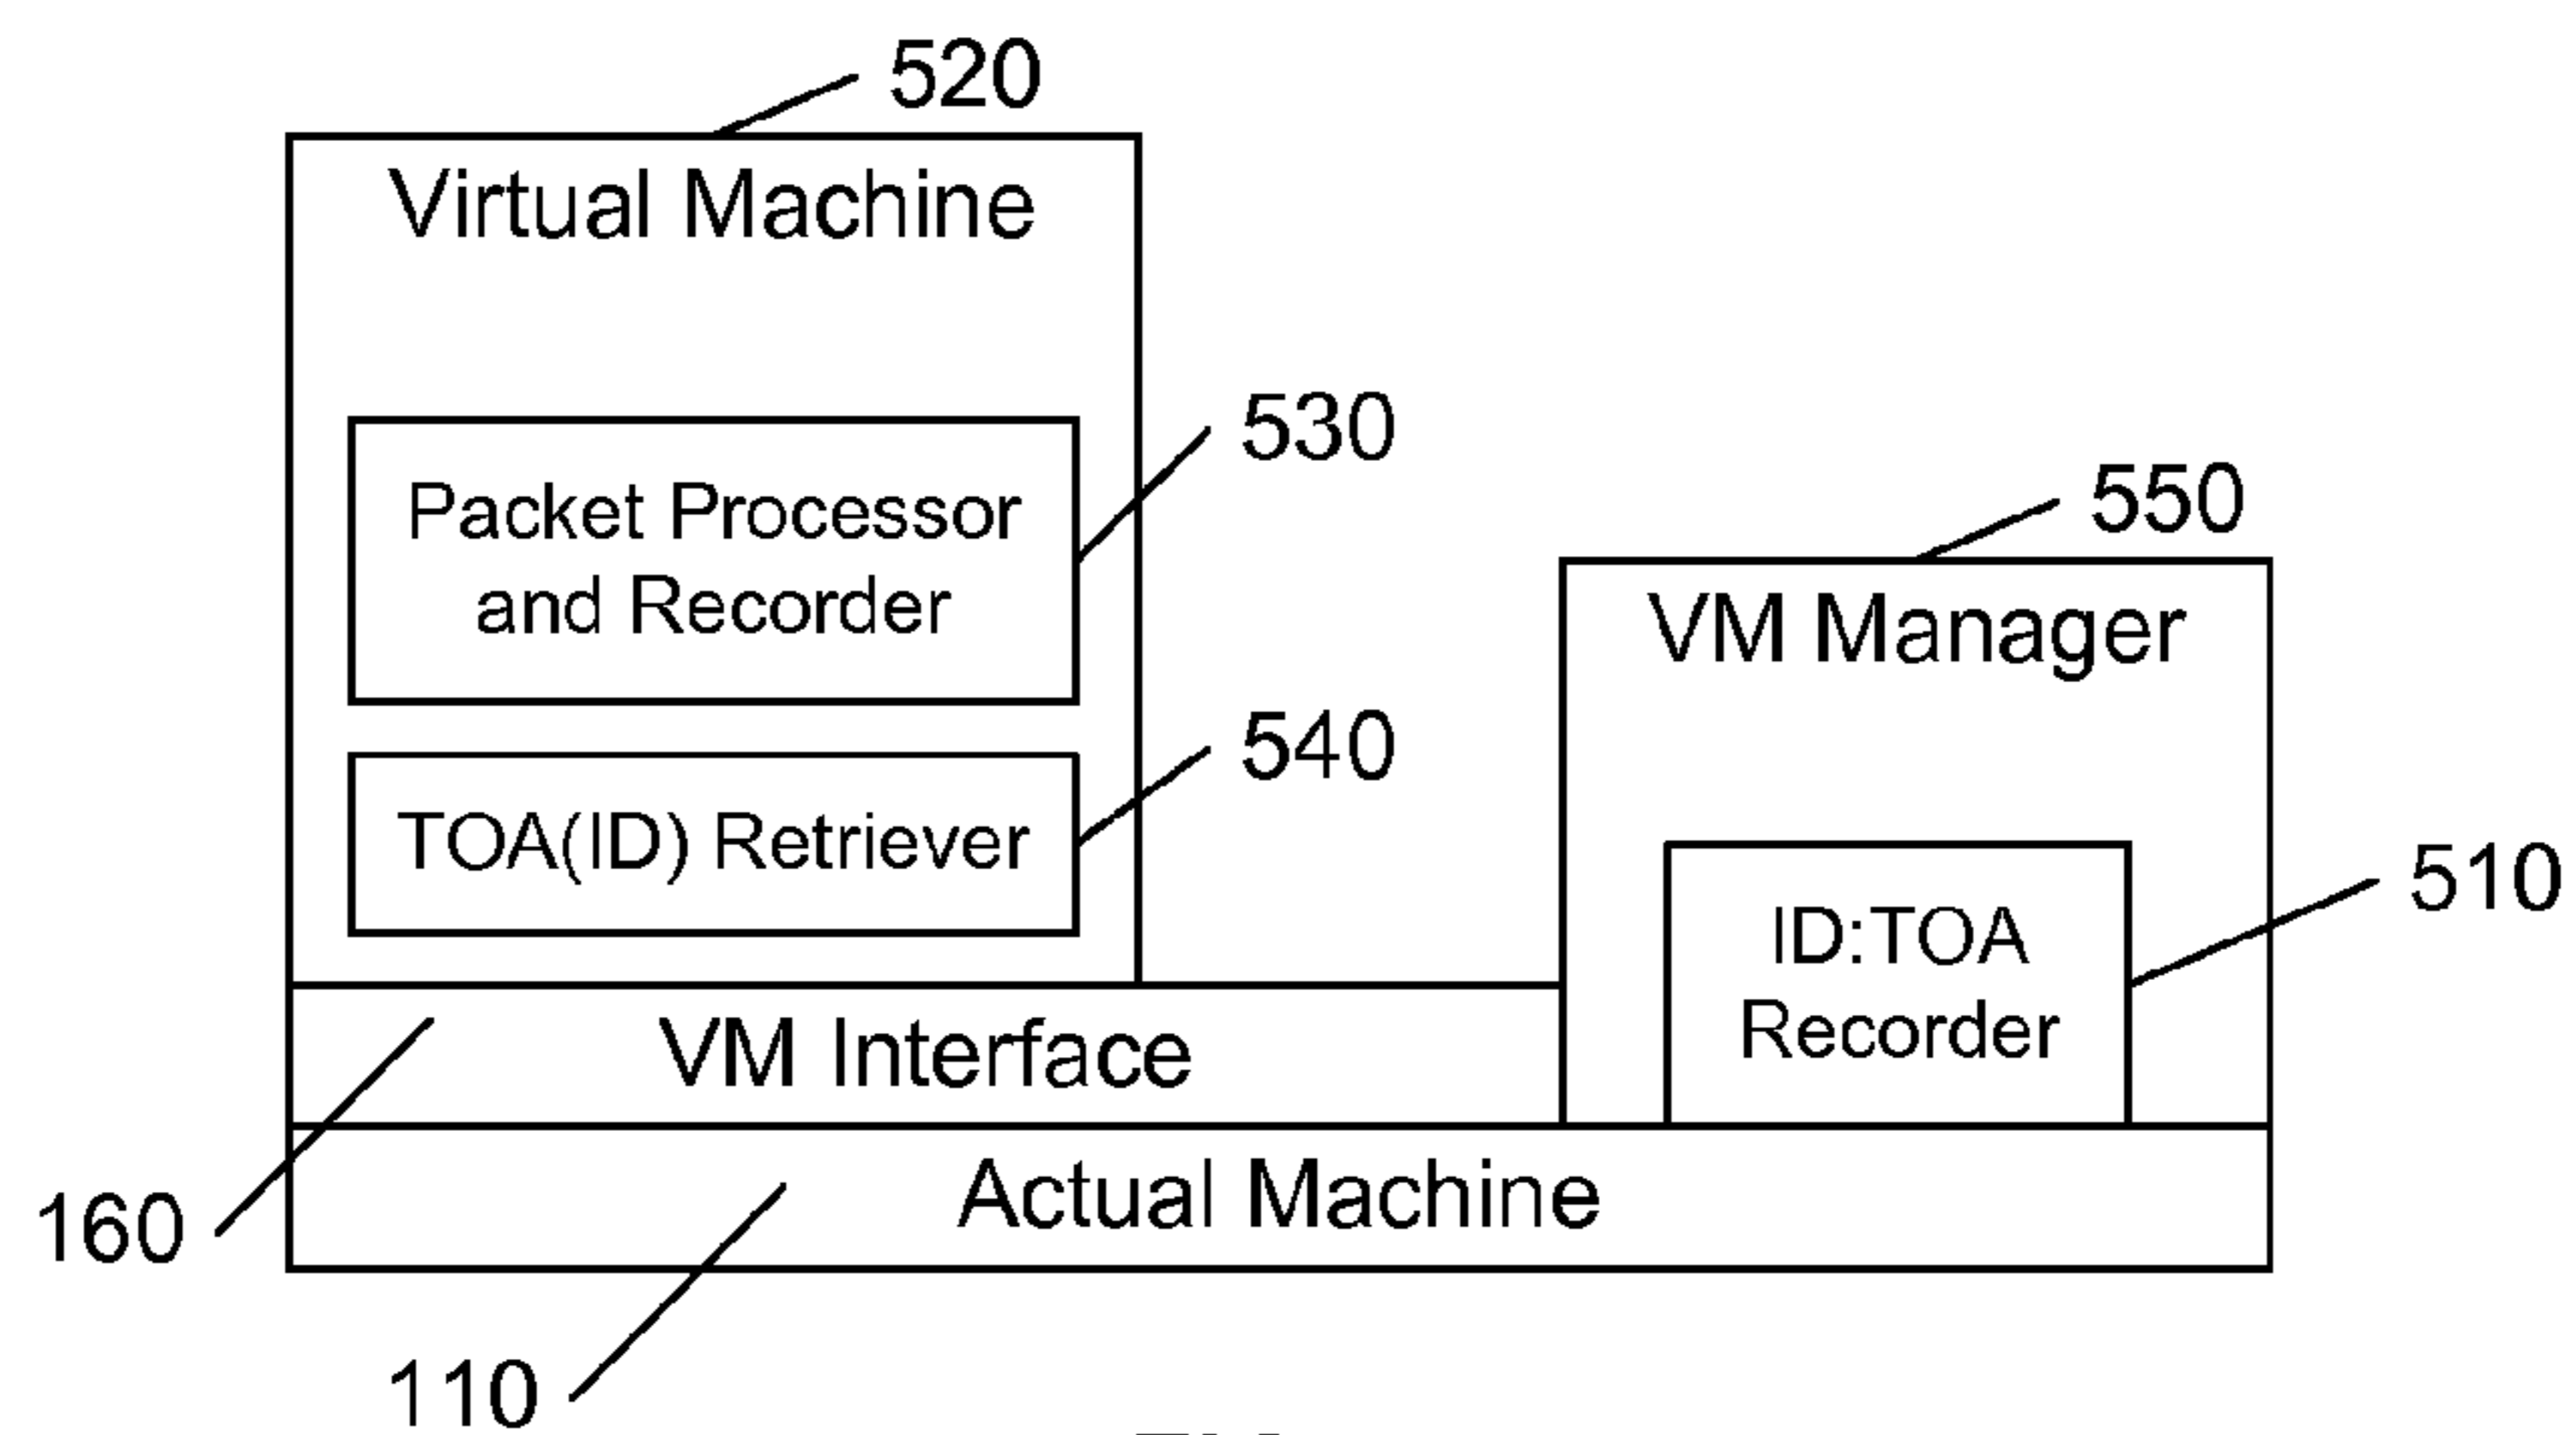 520
Virtual Machine
530
Packet Processor
and Recorder
550
VM Manager
540
TOA(ID) Retriever
510
ID:TOA
Recorder
VM Interface
160
Actual Machine
110